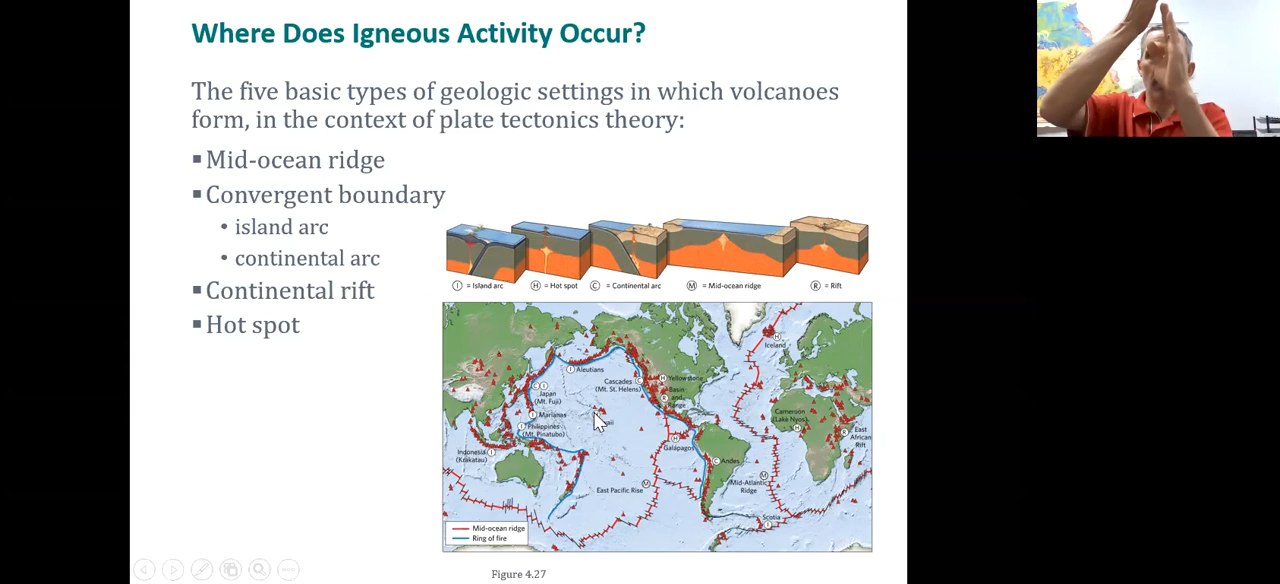 Where Does Igneous Activity Occur?
The five basic types of geologic settings in which volcanoes
form, in the context of plate tectonics theory:
▪ Mid-ocean ridge
▪ Convergent boundary
• island arc
• continental arc
▪ Continental rift
▪ Hot spot
I = Island arc
H = Hot spot
C = Continental arc
M = Mid-ocean ridge
R = Rift
H
Iceland
I Aleutians
Cascades C
(Mt. St. Helens)
H Yellowstone
R Basin
and
Range
C I
Japan
(Mt. Fuji)
I Marianas
I Philippines
(Mt. Pinatubo)
Indonesia I
(Krakatau)
H
Galápagos
C Andes
East Pacific Rise M
M
Mid-Atlantic
Ridge
Cameroon
(Lake Nyos) H
R East
African
Rift
Scotia
I
Mid-ocean ridge
Ring of fire
Figure 4.27